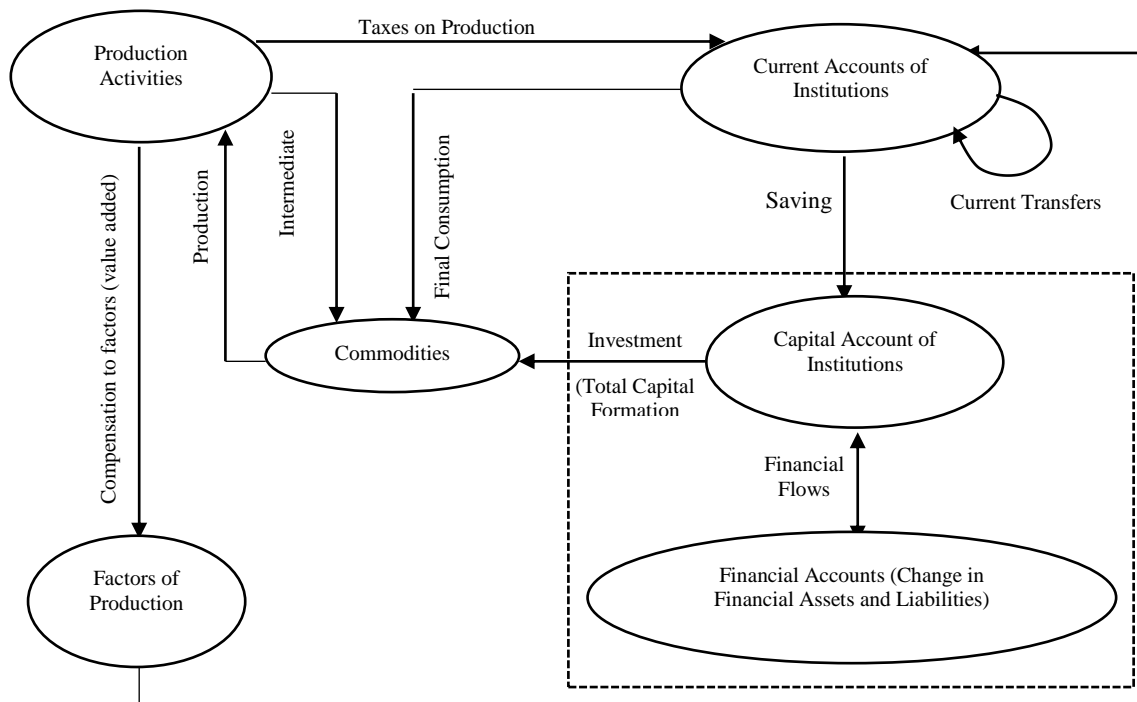 Taxes on Production
Production
Activities
Current Accounts of
Institutions
Compensation to factors (value added)
Production
Intermediate
Final Consumption
Saving
Current Transfers
Commodities
Investment
(Total Capital
Formation
Capital Account of
Institutions
Financial
Flows
Factors of
Production
Financial Accounts (Change in
Financial Assets and Liabilities)